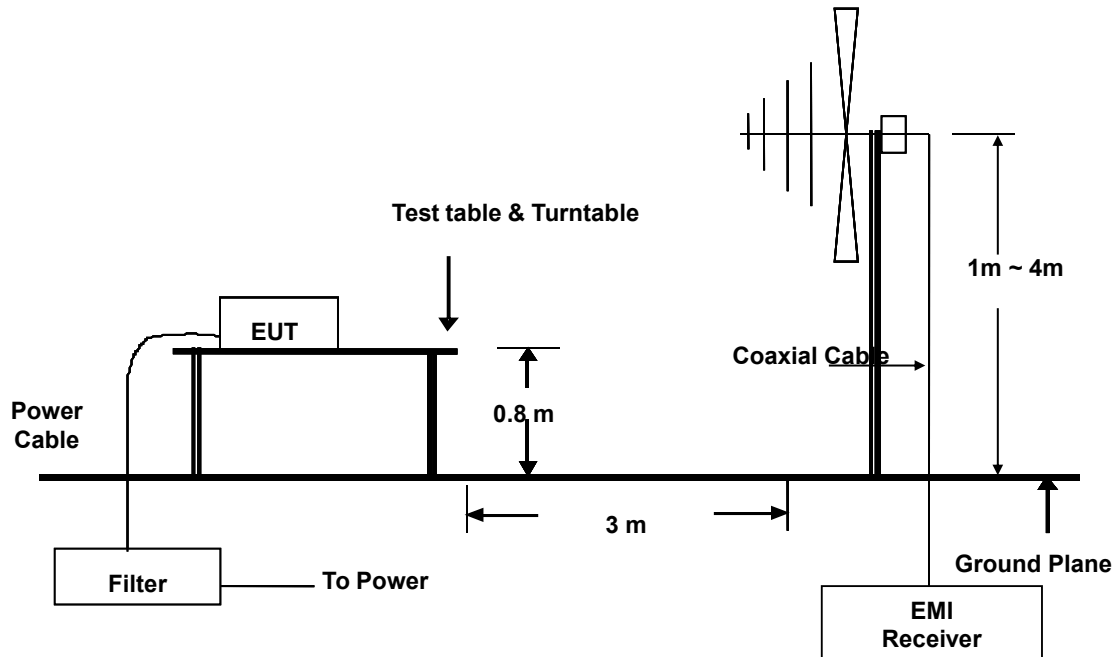 Test table & Turntable
1m ~ 4m
EUT
Coaxial Cable
0.8 m
Power
Cable
3 m
Ground Plane
Filter
To Power
EMI
Receiver